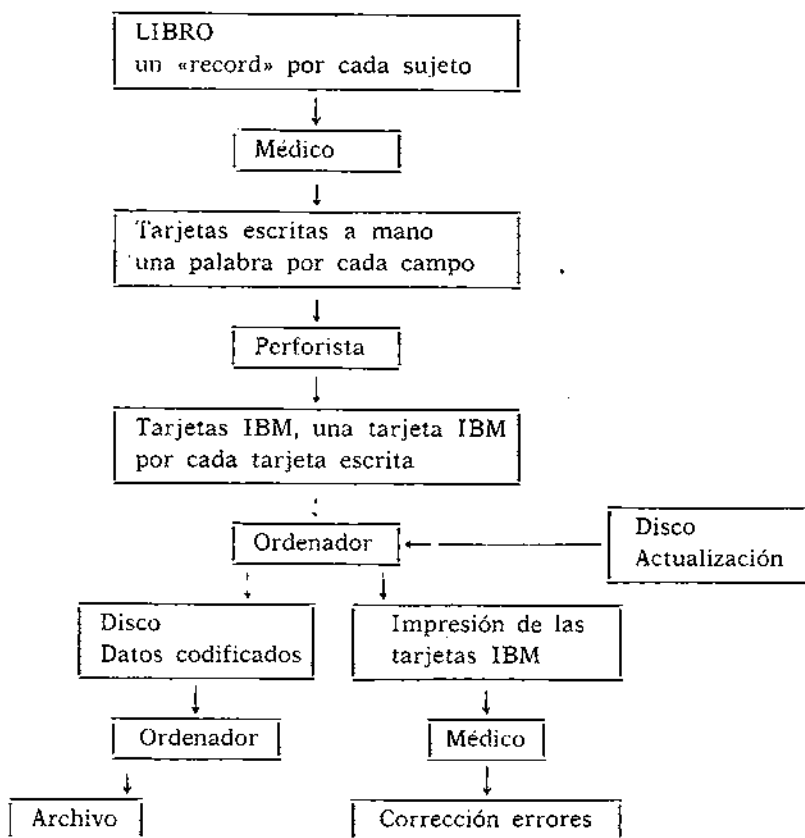 LIBRO
un «record» por cada sujeto
Médico
Tarjetas escritas a mano
una palabra por cada campo
Perforista
Tarjetas IBM, una tarjeta IBM
por cada tarjeta escrita
Ordenador
Disco
Actualización
Disco
Datos codificados
Impresión de las
tarjetas IBM
Ordenador
Médico
Archivo
Corrección errores